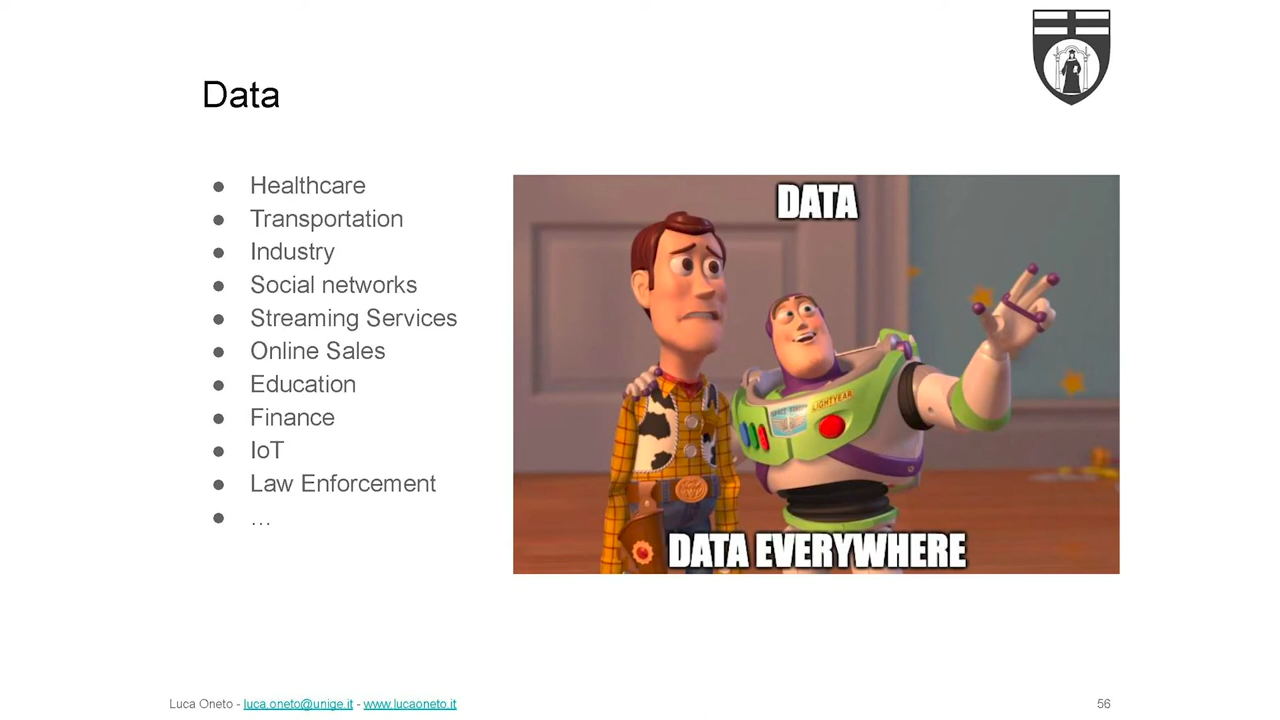 Data
● Healthcare
● Transportation
● Industry
● Social networks
● Streaming Services
● Online Sales
● Education
● Finance
● IoT
● Law Enforcement
● …
DATA
LIGHTYEAR
DATA EVERYWHERE
Luca Oneto - luca.oneto@unige.it - www.lucaoneto.it
56